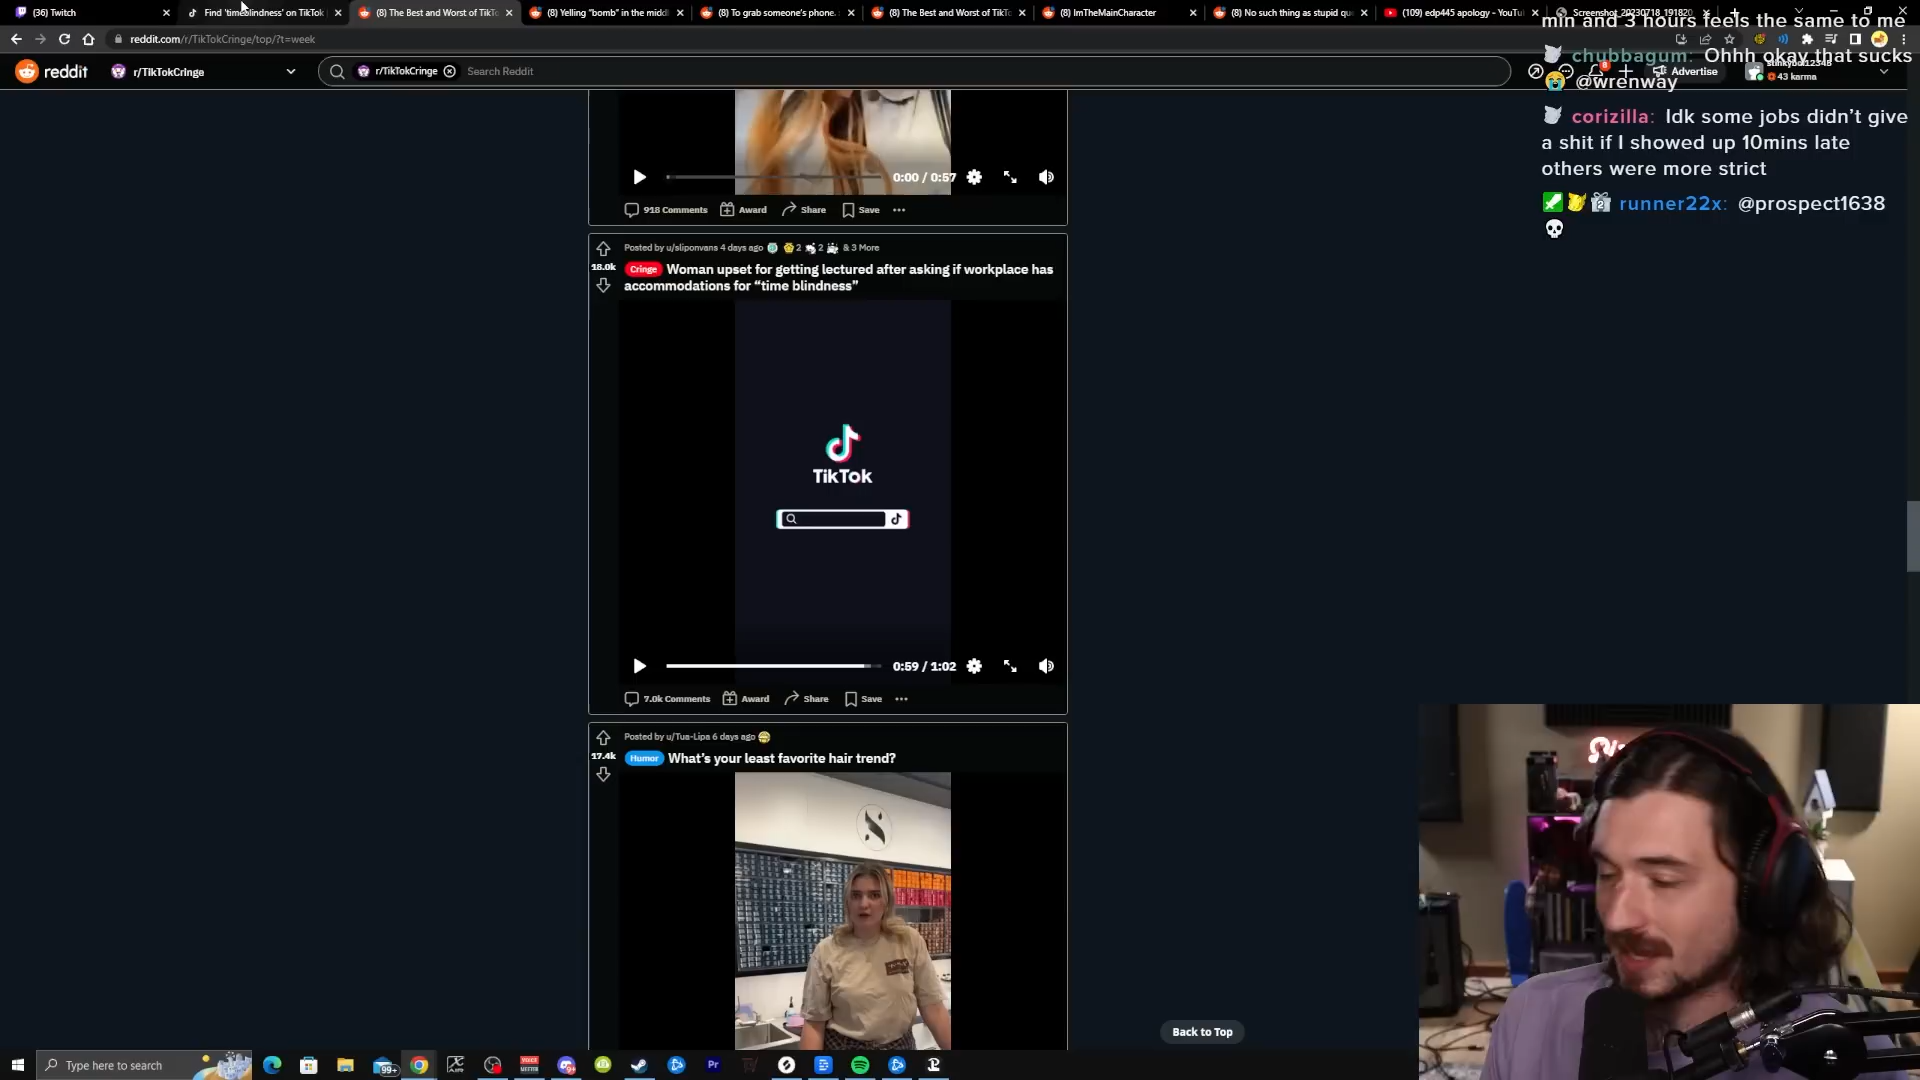 (36) Twitch
Find 'timeblindness' on TikTok
(8) The Best and Worst of TikTo
(8) Yelling "bomb" in the midd
(8) To grab someone's phone.
(8) The Best and Worst of TikTo
(8) ImTheMainCharacter
(8) No such thing as stupid que
(109) edp445 apology - YouTu
Screenshot_20230718_191820
reddit.com/r/TikTokCringe/top/?t=week
min and 3 hours feels the same to me
reddit
r/TikTokCringe
r/TikTokCringe
Search Reddit
Advertise
43 karma
chubbagum: Ohhh okay that sucks
@wrenway
corizilla: Idk some jobs didn't give
a shit if I showed up 10mins late
others were more strict
runner22x: @prospect1638
0:00 / 0:57
918 Comments
Award
Share
Save
Posted by u/sliponvans 4 days ago 2 2 & 3 More
18.0k
Cringe Woman upset for getting lectured after asking if workplace has
accommodations for "time blindness"
TikTok
0:59 / 1:02
7.0k Comments
Award
Share
Save
Posted by u/Tua-Lipa 6 days ago
17.4k
Humor What's your least favorite hair trend?
Back to Top
Type here to search
99+